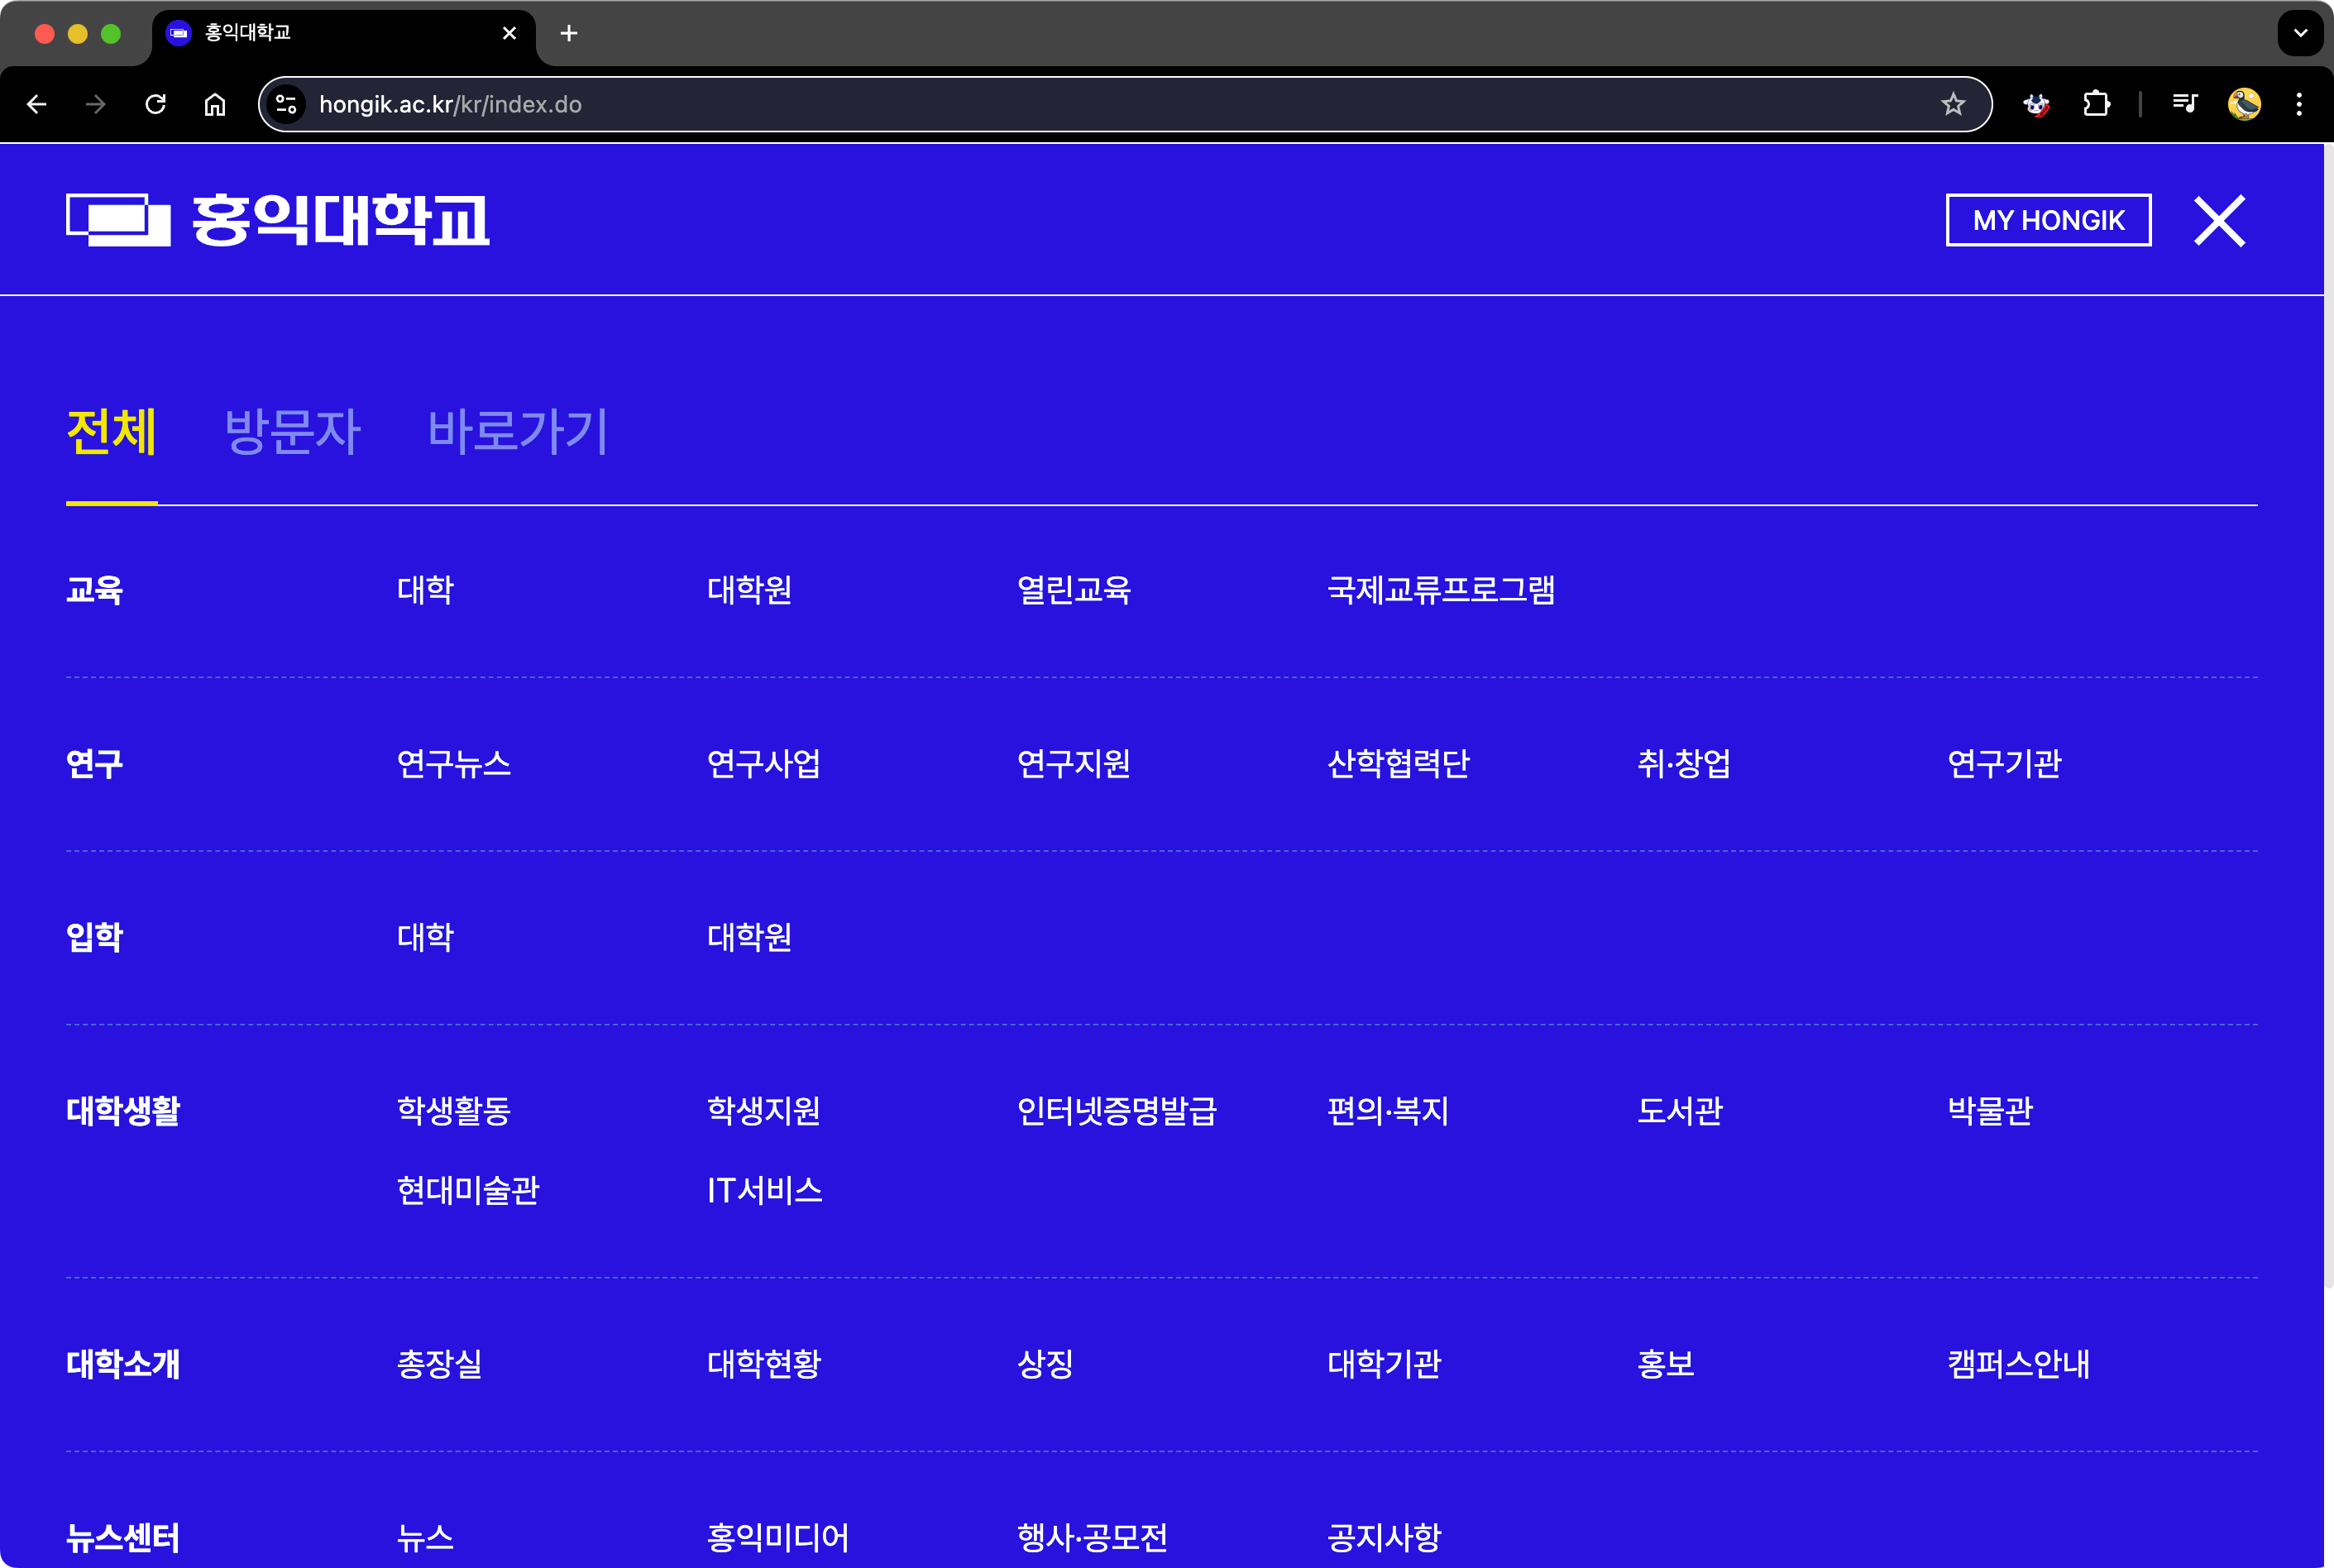 홍익대학교
hongik.ac.kr/kr/index.do
홍익대학교
MY HONGIK
전체 방문자 바로가기
교육 대학 대학원 열린교육 국제교류프로그램
연구 연구뉴스 연구사업 연구지원 산학협력단 취·창업 연구기관
입학 대학 대학원
대학생활 학생활동 학생지원 인터넷증명발급 편의·복지 도서관 박물관
현대미술관 IT서비스
대학소개 총장실 대학현황 상징 대학기관 홍보 캠퍼스안내
뉴스센터 뉴스 홍익미디어 행사·공모전 공지사항